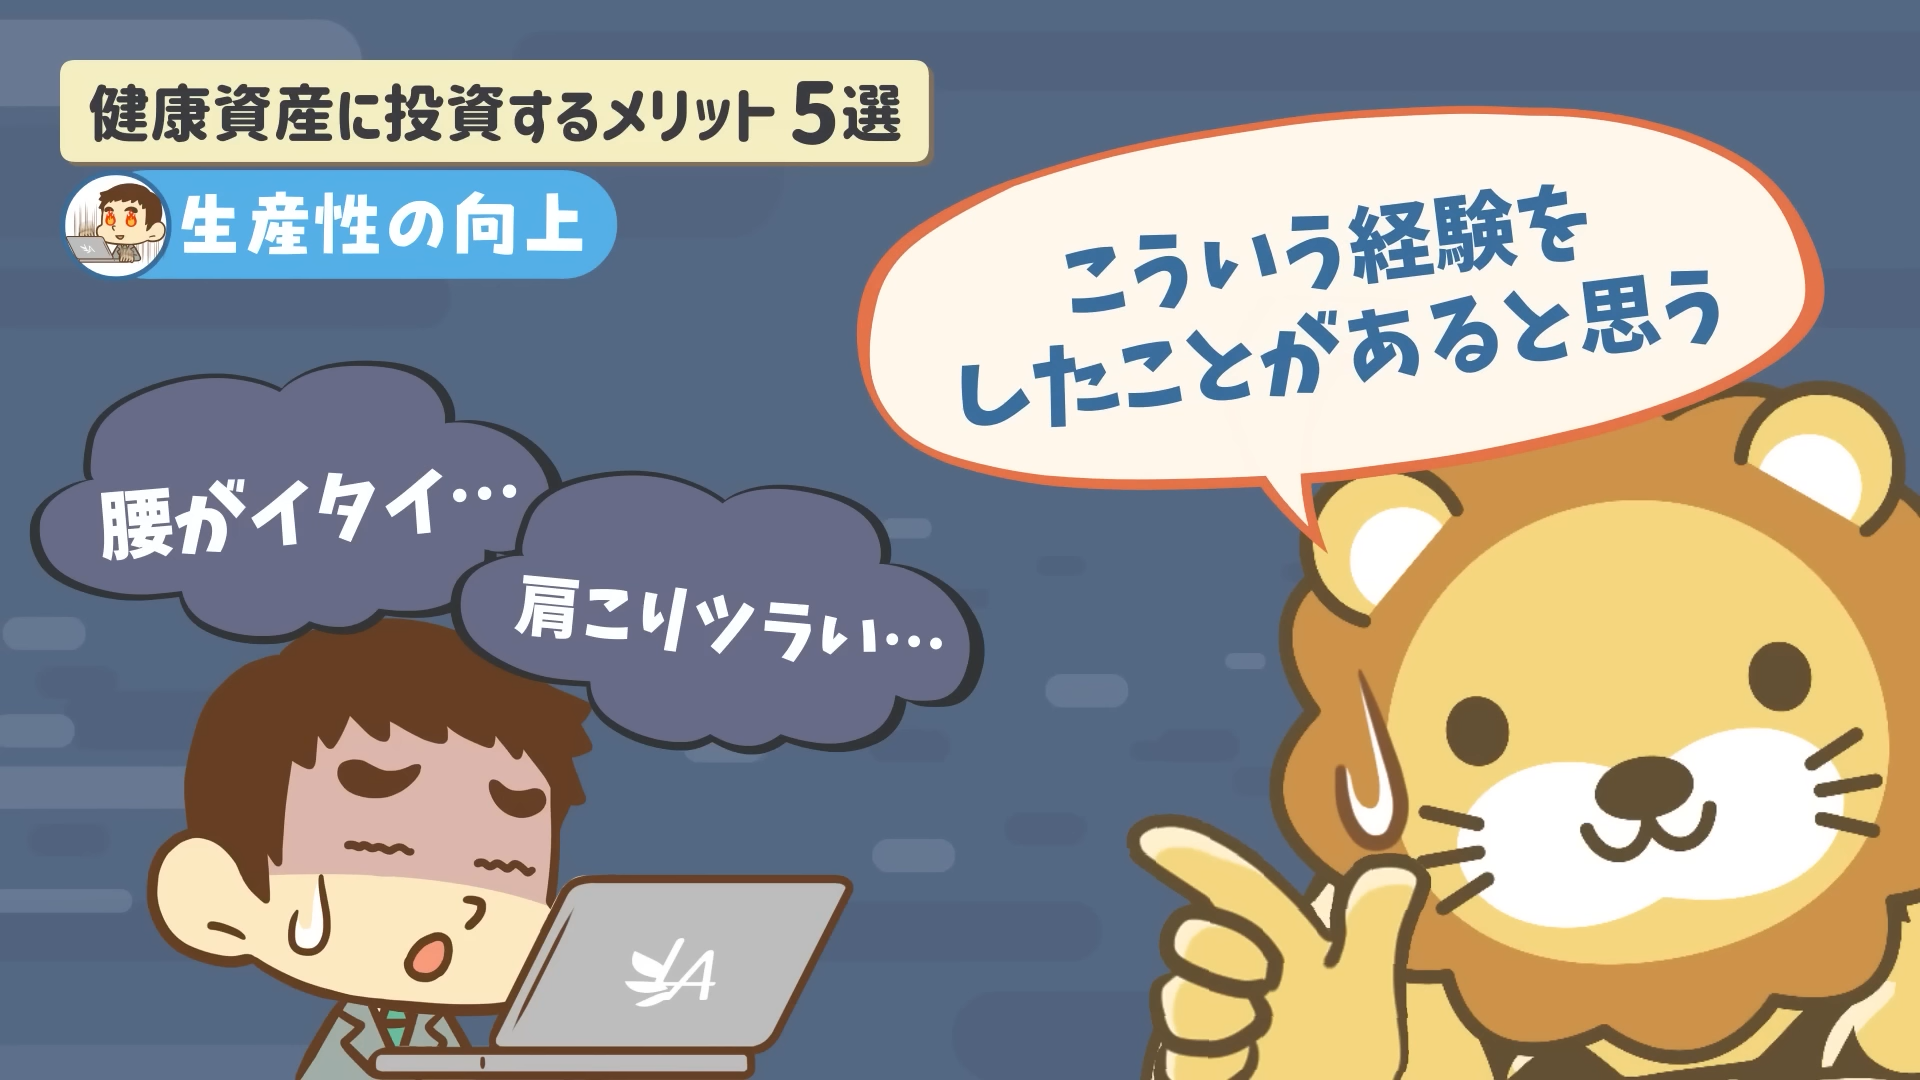 健康資産に投資するメリット5選
生産性の向上
こういう経験を
したことがあると思う
腰がイタイ…
肩こりツラい…
A